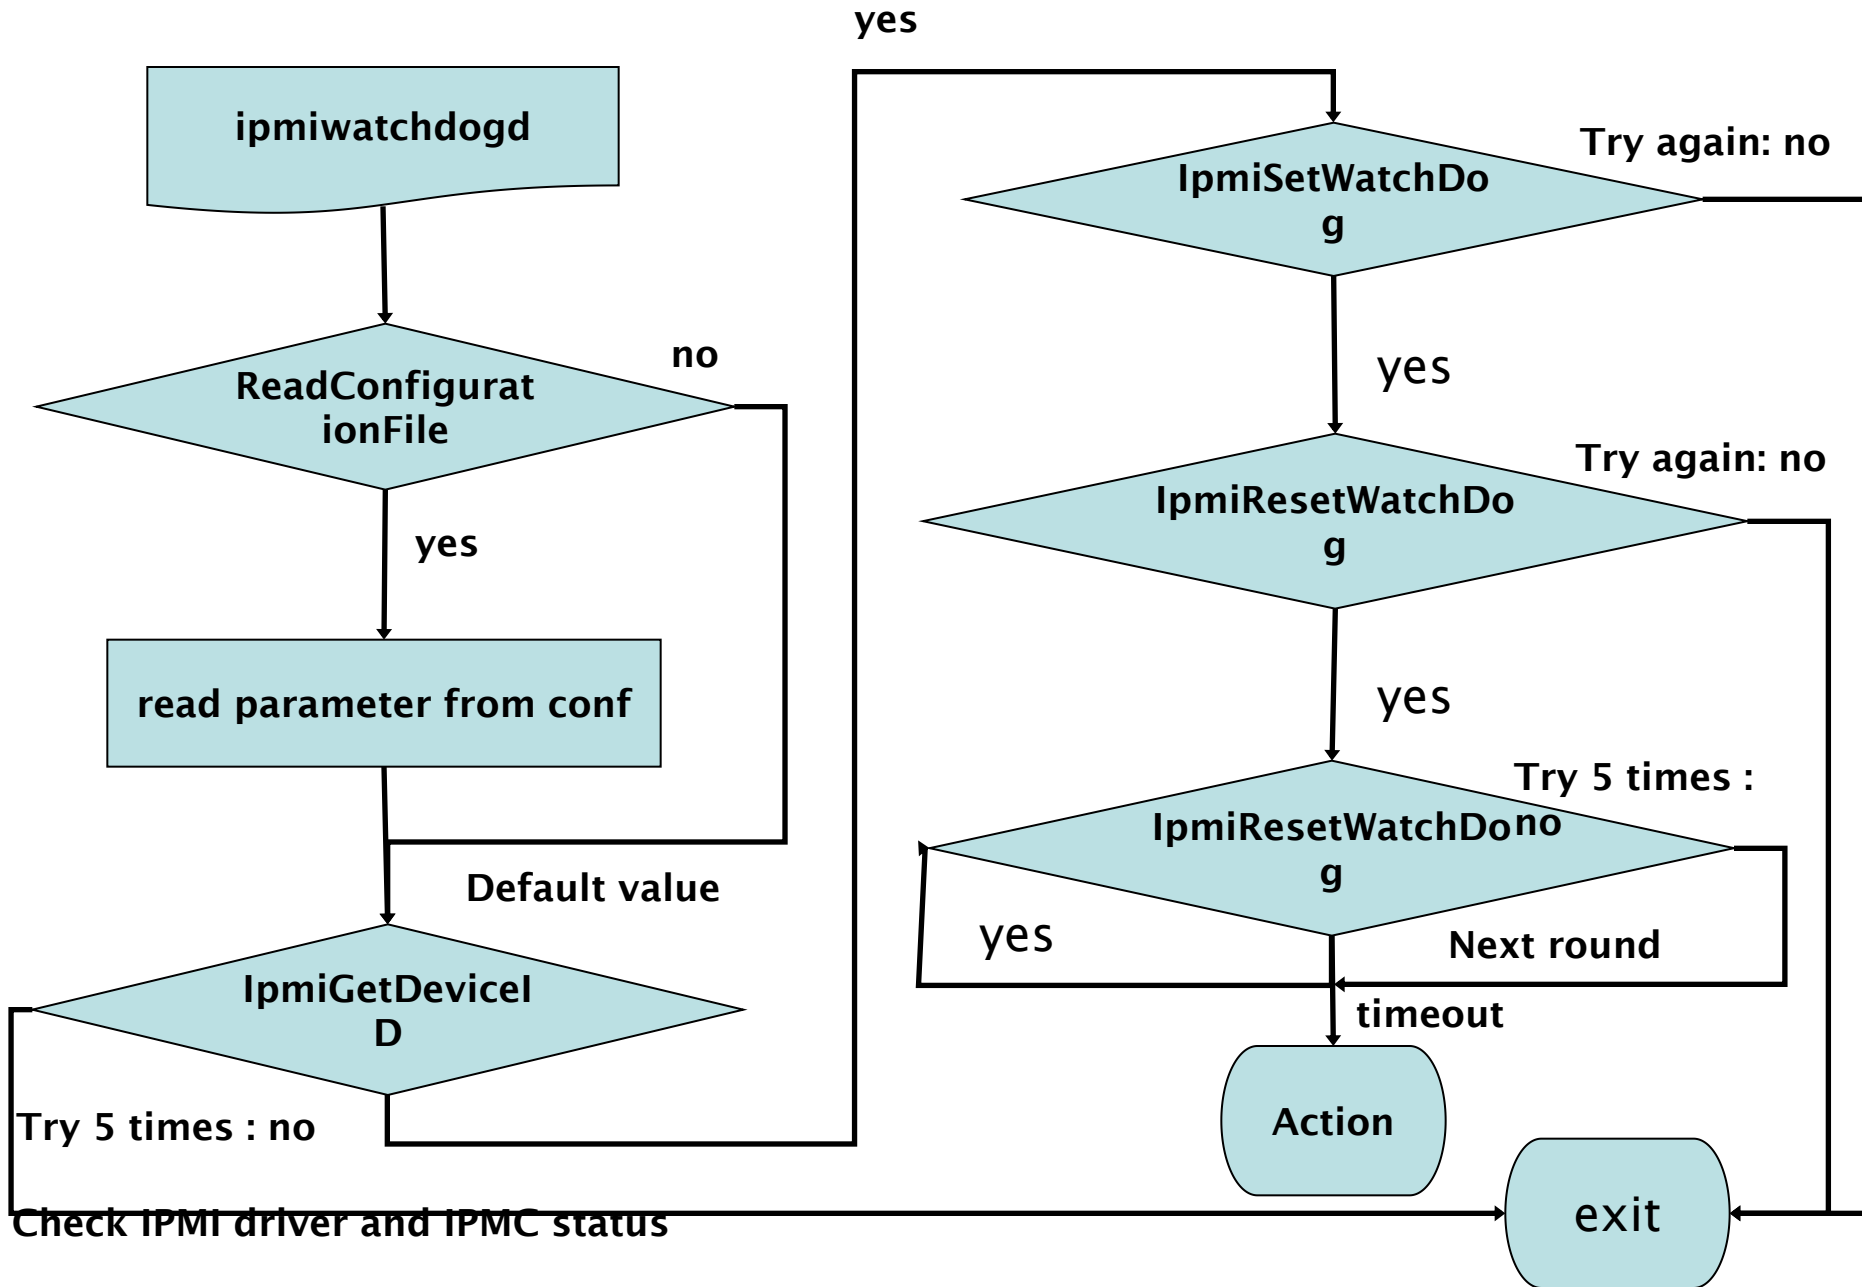 yes
ipmiwatchdogd
Try again: no
IpmiSetWatchDo
g
no
ReadConfigurat
ionFile
yes
Try again: no
IpmiResetWatchDo
g
yes
read parameter from conf
yes
Try 5 times :
no
IpmiResetWatchDo
g
Default value
yes
Next round
IpmiGetDeviceI
D
timeout
Try 5 times : no
Action
Check IPMI driver and IPMC status
exit